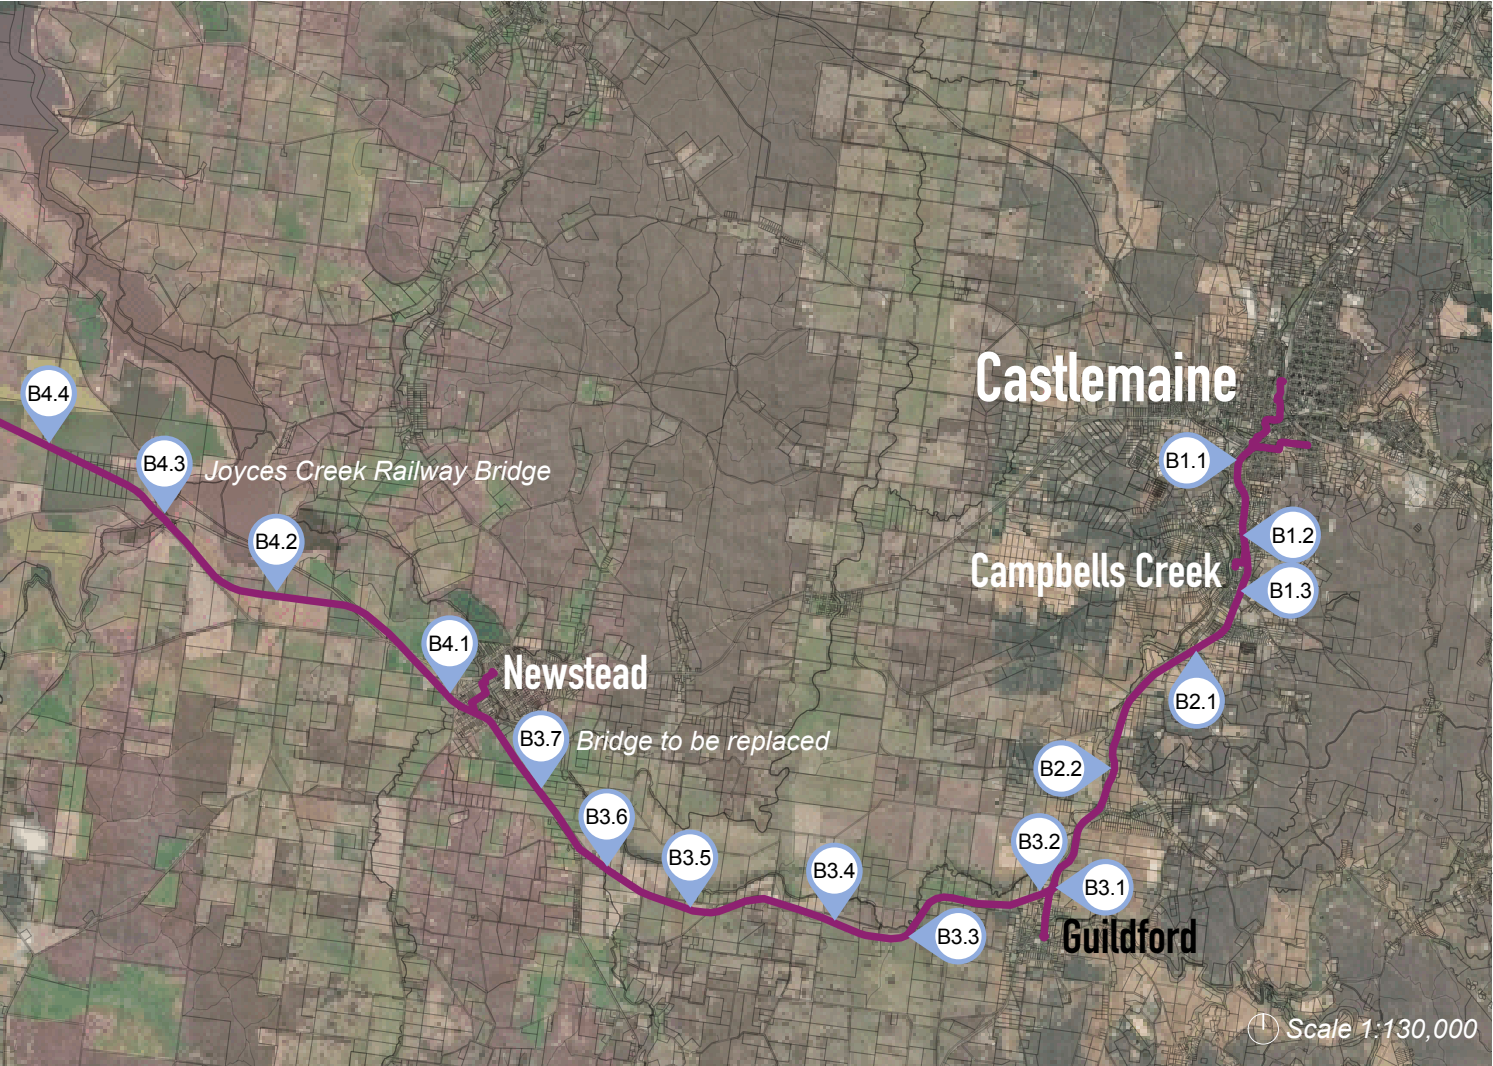 Castlemaine
B4.4
B4.3
Joyces Creek Railway Bridge
B1.1
B4.2
B1.2
Campbells Creek
B1.3
B4.1
Newstead
B2.1
B3.7
Bridge to be replaced
B2.2
B3.6
B3.2
B3.5
B3.4
B3.1
B3.3
Guildford
Scale 1:130,000